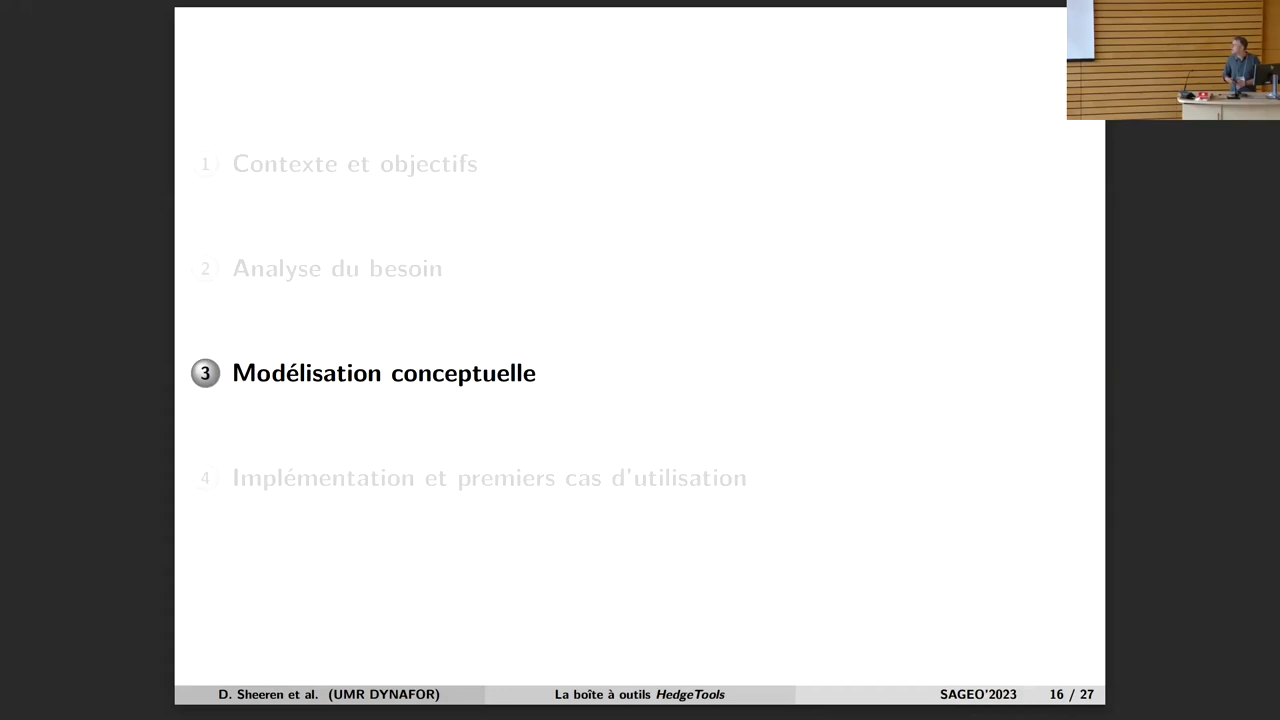 1 Contexte et objectifs
2 Analyse du besoin
3 Modélisation conceptuelle
4 Implémentation et premiers cas d'utilisation
D. Sheeren et al. (UMR DYNAFOR) La boîte à outils HedgeTools SAGEO'2023 16 / 27